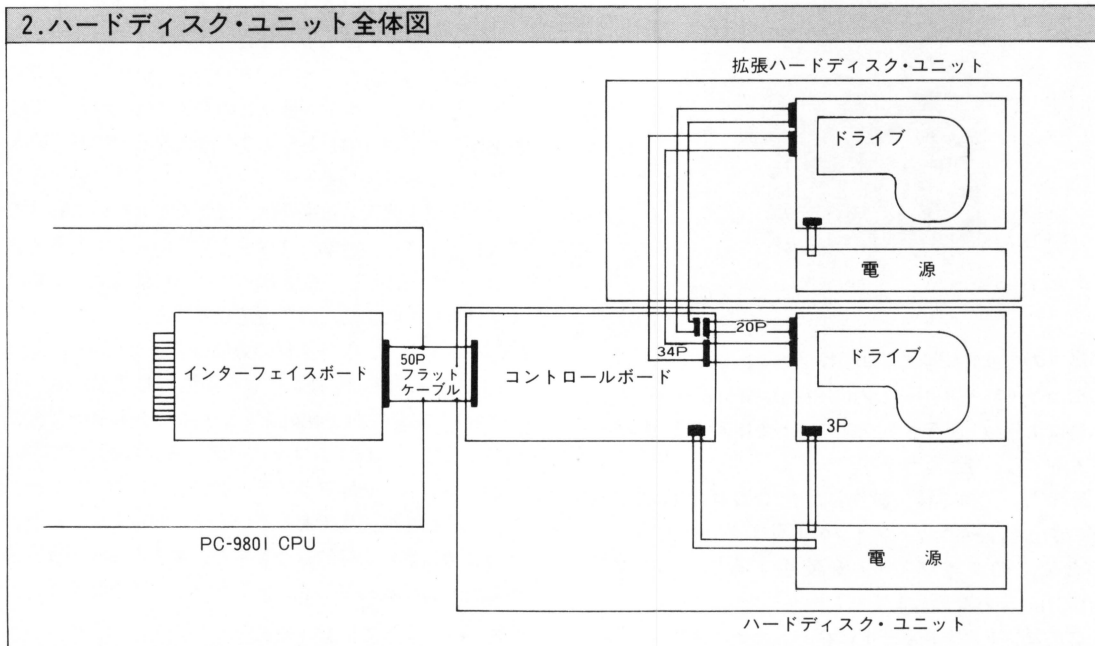 2.ハードディスク・ユニット全体図
拡張ハードディスク・ユニット
ドライブ
電 源
インターフェイスボード
50P
フラット
ケーブル
コントロールボード
34P
20P
ドライブ
3P
電 源
PC-9801 CPU
ハードディスク・ユニット